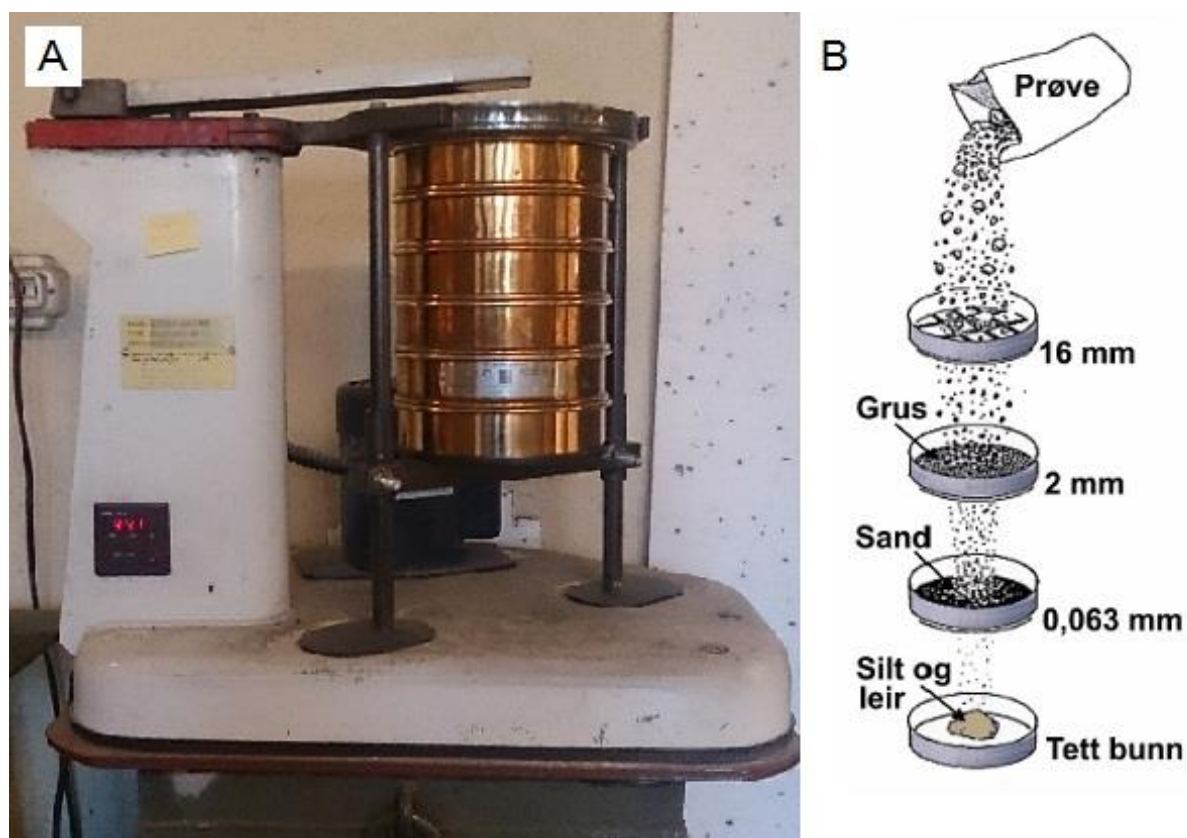 A
B
Prøve
16 mm
Grus
2 mm
Sand
0,063 mm
Silt og
leir
Tett bunn